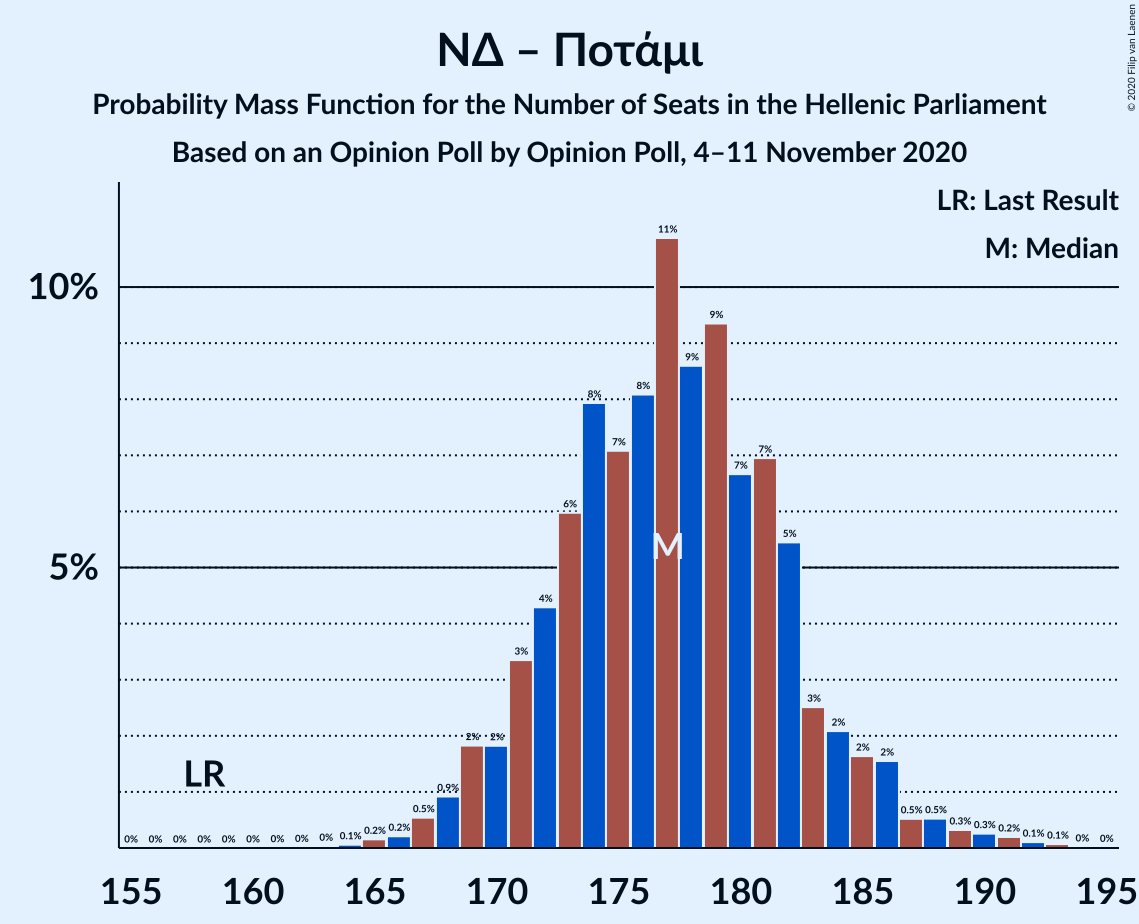 ΝΔ – Ποτάμι
Probability Mass Function for the Number of Seats in the Hellenic Parliament
Based on an Opinion Poll by Opinion Poll, 4–11 November 2020
© 2020 Filip van Laenen
LR: Last Result
M: Median
10%
5%
0% 0% 0% 0% 0% 0% 0% 0% 0% 0.1% 0.2% 0.2% 0.5% 0.9% 2% 2% 3% 4% 6% 8% 7% 8% 11% 9% 9% 7% 7% 5% 3% 2% 2% 2% 0.5% 0.5% 0.3% 0.3% 0.2% 0.1% 0.1% 0% 0%
M
LR
155 160 165 170 175 180 185 190 195